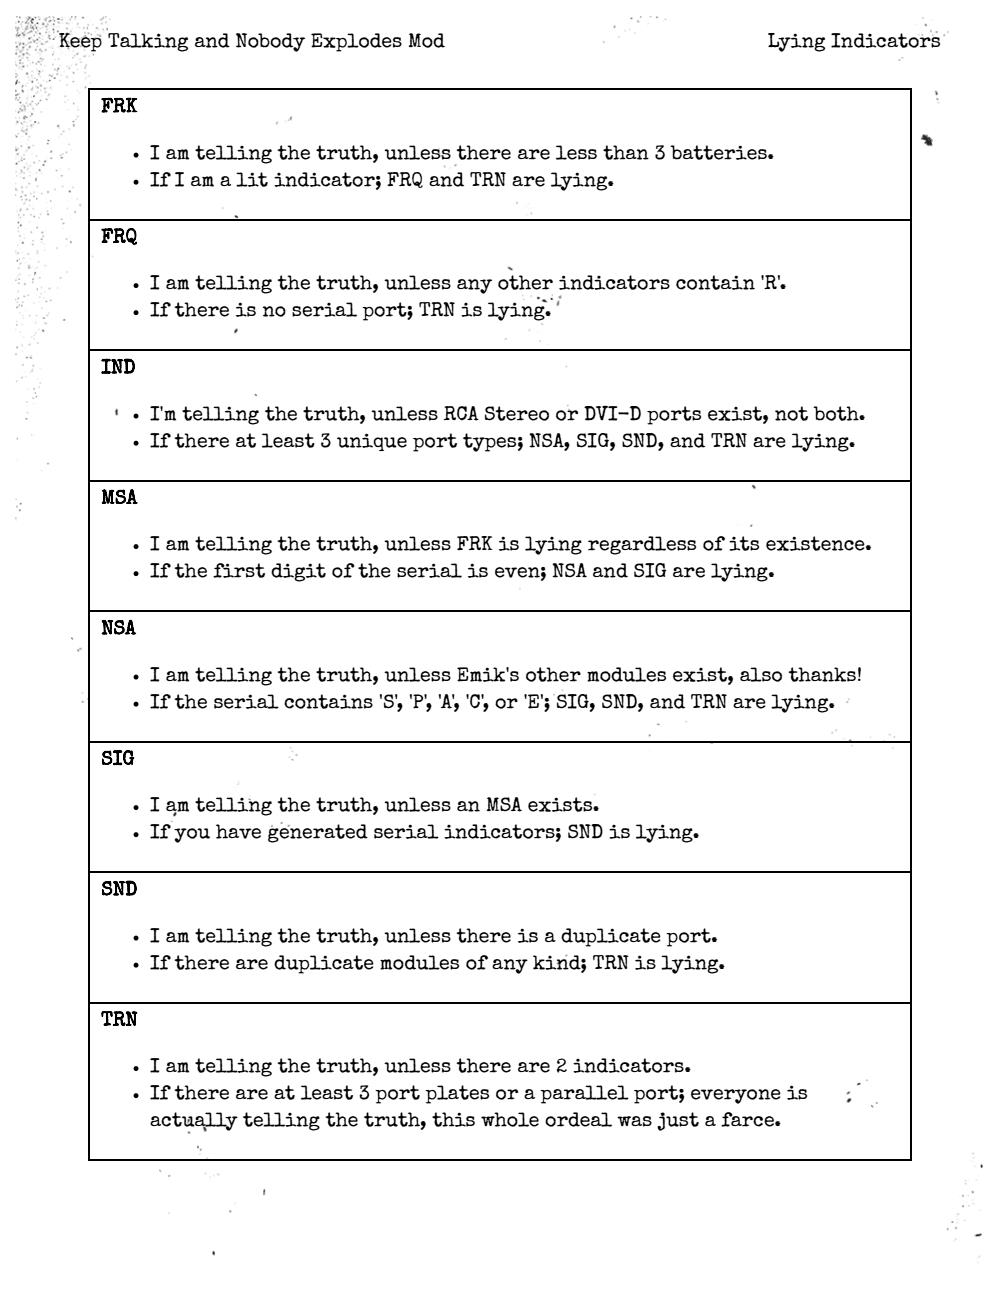 Keep Talking and Nobody Explodes Mod
Lying Indicators
FRK
• I am telling the truth, unless there are less than 3 batteries.
• If I am a lit indicator; FRQ and TRN are lying.
FRQ
• I am telling the truth, unless any other indicators contain 'R'.
• If there is no serial port; TRN is lying.
IND
• I'm telling the truth, unless RCA Stereo or DVI-D ports exist, not both.
• If there at least 3 unique port types; NSA, SIG, SND, and TRN are lying.
MSA
• I am telling the truth, unless FRK is lying regardless of its existence.
• If the first digit of the serial is even; NSA and SIG are lying.
NSA
• I am telling the truth, unless Emik's other modules exist, also thanks!
• If the serial contains 'S', 'P', 'A', 'C', or 'E'; SIG, SND, and TRN are lying.
SIG
• I am telling the truth, unless an MSA exists.
• If you have generated serial indicators; SND is lying.
SND
• I am telling the truth, unless there is a duplicate port.
• If there are duplicate modules of any kind; TRN is lying.
TRN
• I am telling the truth, unless there are 2 indicators.
• If there are at least 3 port plates or a parallel port; everyone is
actually telling the truth, this whole ordeal was just a farce.